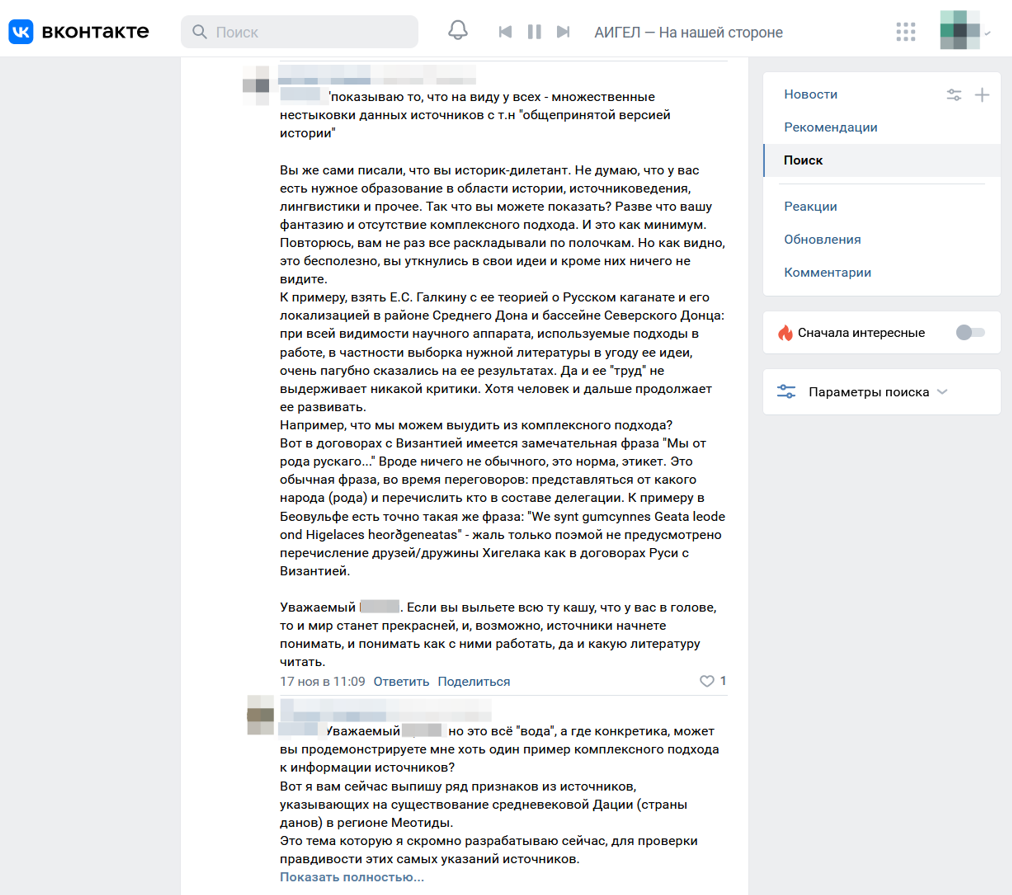 вконтакте
Поиск
АИГЕЛ — На нашей стороне
"показываю то, что на виду у всех - множественные
нестыковки данных источников с т.н "общепринятой версией
истории"
Вы же сами писали, что вы историк-дилетант. Не думаю, что у вас
есть нужное образование в области истории, источниковедения,
лингвистики и прочее. Так что вы можете показать? Разве что вашу
фантазию и отсутствие комплексного подхода. И это как минимум.
Повторюсь, вам не раз все раскладывали по полочкам. Но как видно,
это бесполезно, вы уткнулись в свои идеи и кроме них ничего не
видите.
К примеру, взять Е.С. Галкину с ее теорией о Русском каганате и его
локализацией в районе Среднего Дона и бассейне Северского Донца:
при всей видимости научного аппарата, используемые подходы в
работе, в частности выборка нужной литературы в угоду ее идеи,
очень пагубно сказались на ее результатах. Да и ее "труд" не
выдерживает никакой критики. Хотя человек и дальше продолжает
ее развивать.
Например, что мы можем выудить из комплексного подхода?
Вот в договорах с Византией имеется замечательная фраза "Мы от
рода рускаго..." Вроде ничего не обычного, это норма, этикет. Это
обычная фраза, во время переговоров: представляться от какого
народа (рода) и перечислить кто в составе делегации. К примеру в
Беовульфе есть точно такая же фраза: "We synt gumcynnes Geata leode
ond Higelaces heorðgeneatas" - жаль только поэмой не предусмотрено
перечисление друзей/дружины Хигелака как в договорах Руси с
Византией.
Уважаемый . Если вы выльете всю ту кашу, что у вас в голове,
то и мир станет прекрасней, и, возможно, источники начнете
понимать, и понимать как с ними работать, да и какую литературу
читать.
17 ноя в 11:09 Ответить Поделиться 1
Уважаемый но это всё "вода", а где конкретика, может
вы продемонстрируете мне хоть один пример комплексного подхода
к информации источников?
Вот я вам сейчас выпишу ряд признаков из источников,
указывающих на существование средневековой Дации (страны
данов) в регионе Меотиды.
Это тема которую я скромно разрабатываю сейчас, для проверки
правдивости этих самых указаний источников.
Показать полностью...
Новости
Рекомендации
Поиск
Реакции
Обновления
Комментарии
Сначала интересные
Параметры поиска